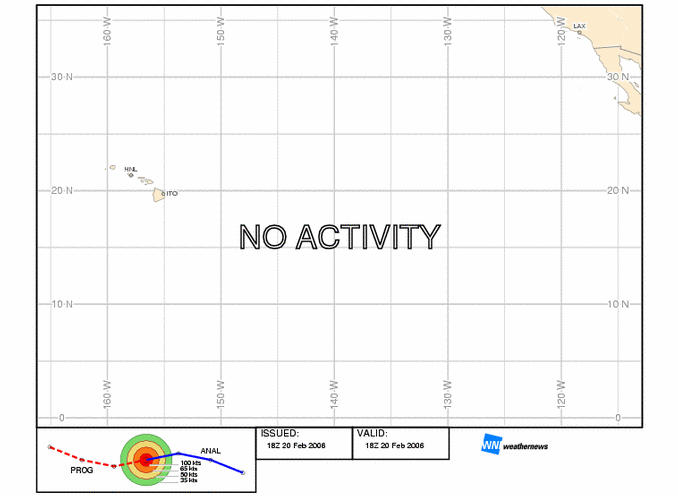 160 W 150 W 140 W 130 W 120 W
LAX
30 N 30 N
HNL
20 N ITO 20 N
NO ACTIVITY
10 N 10 N
160 W 150 W 140 W 130 W 120 W
0 0
ISSUED: VALID:
18Z 20 Feb 2006 18Z 20 Feb 2006
WNI weathernews
ANAL
PROG
100 kts
65 kts
50 kts
35 kts